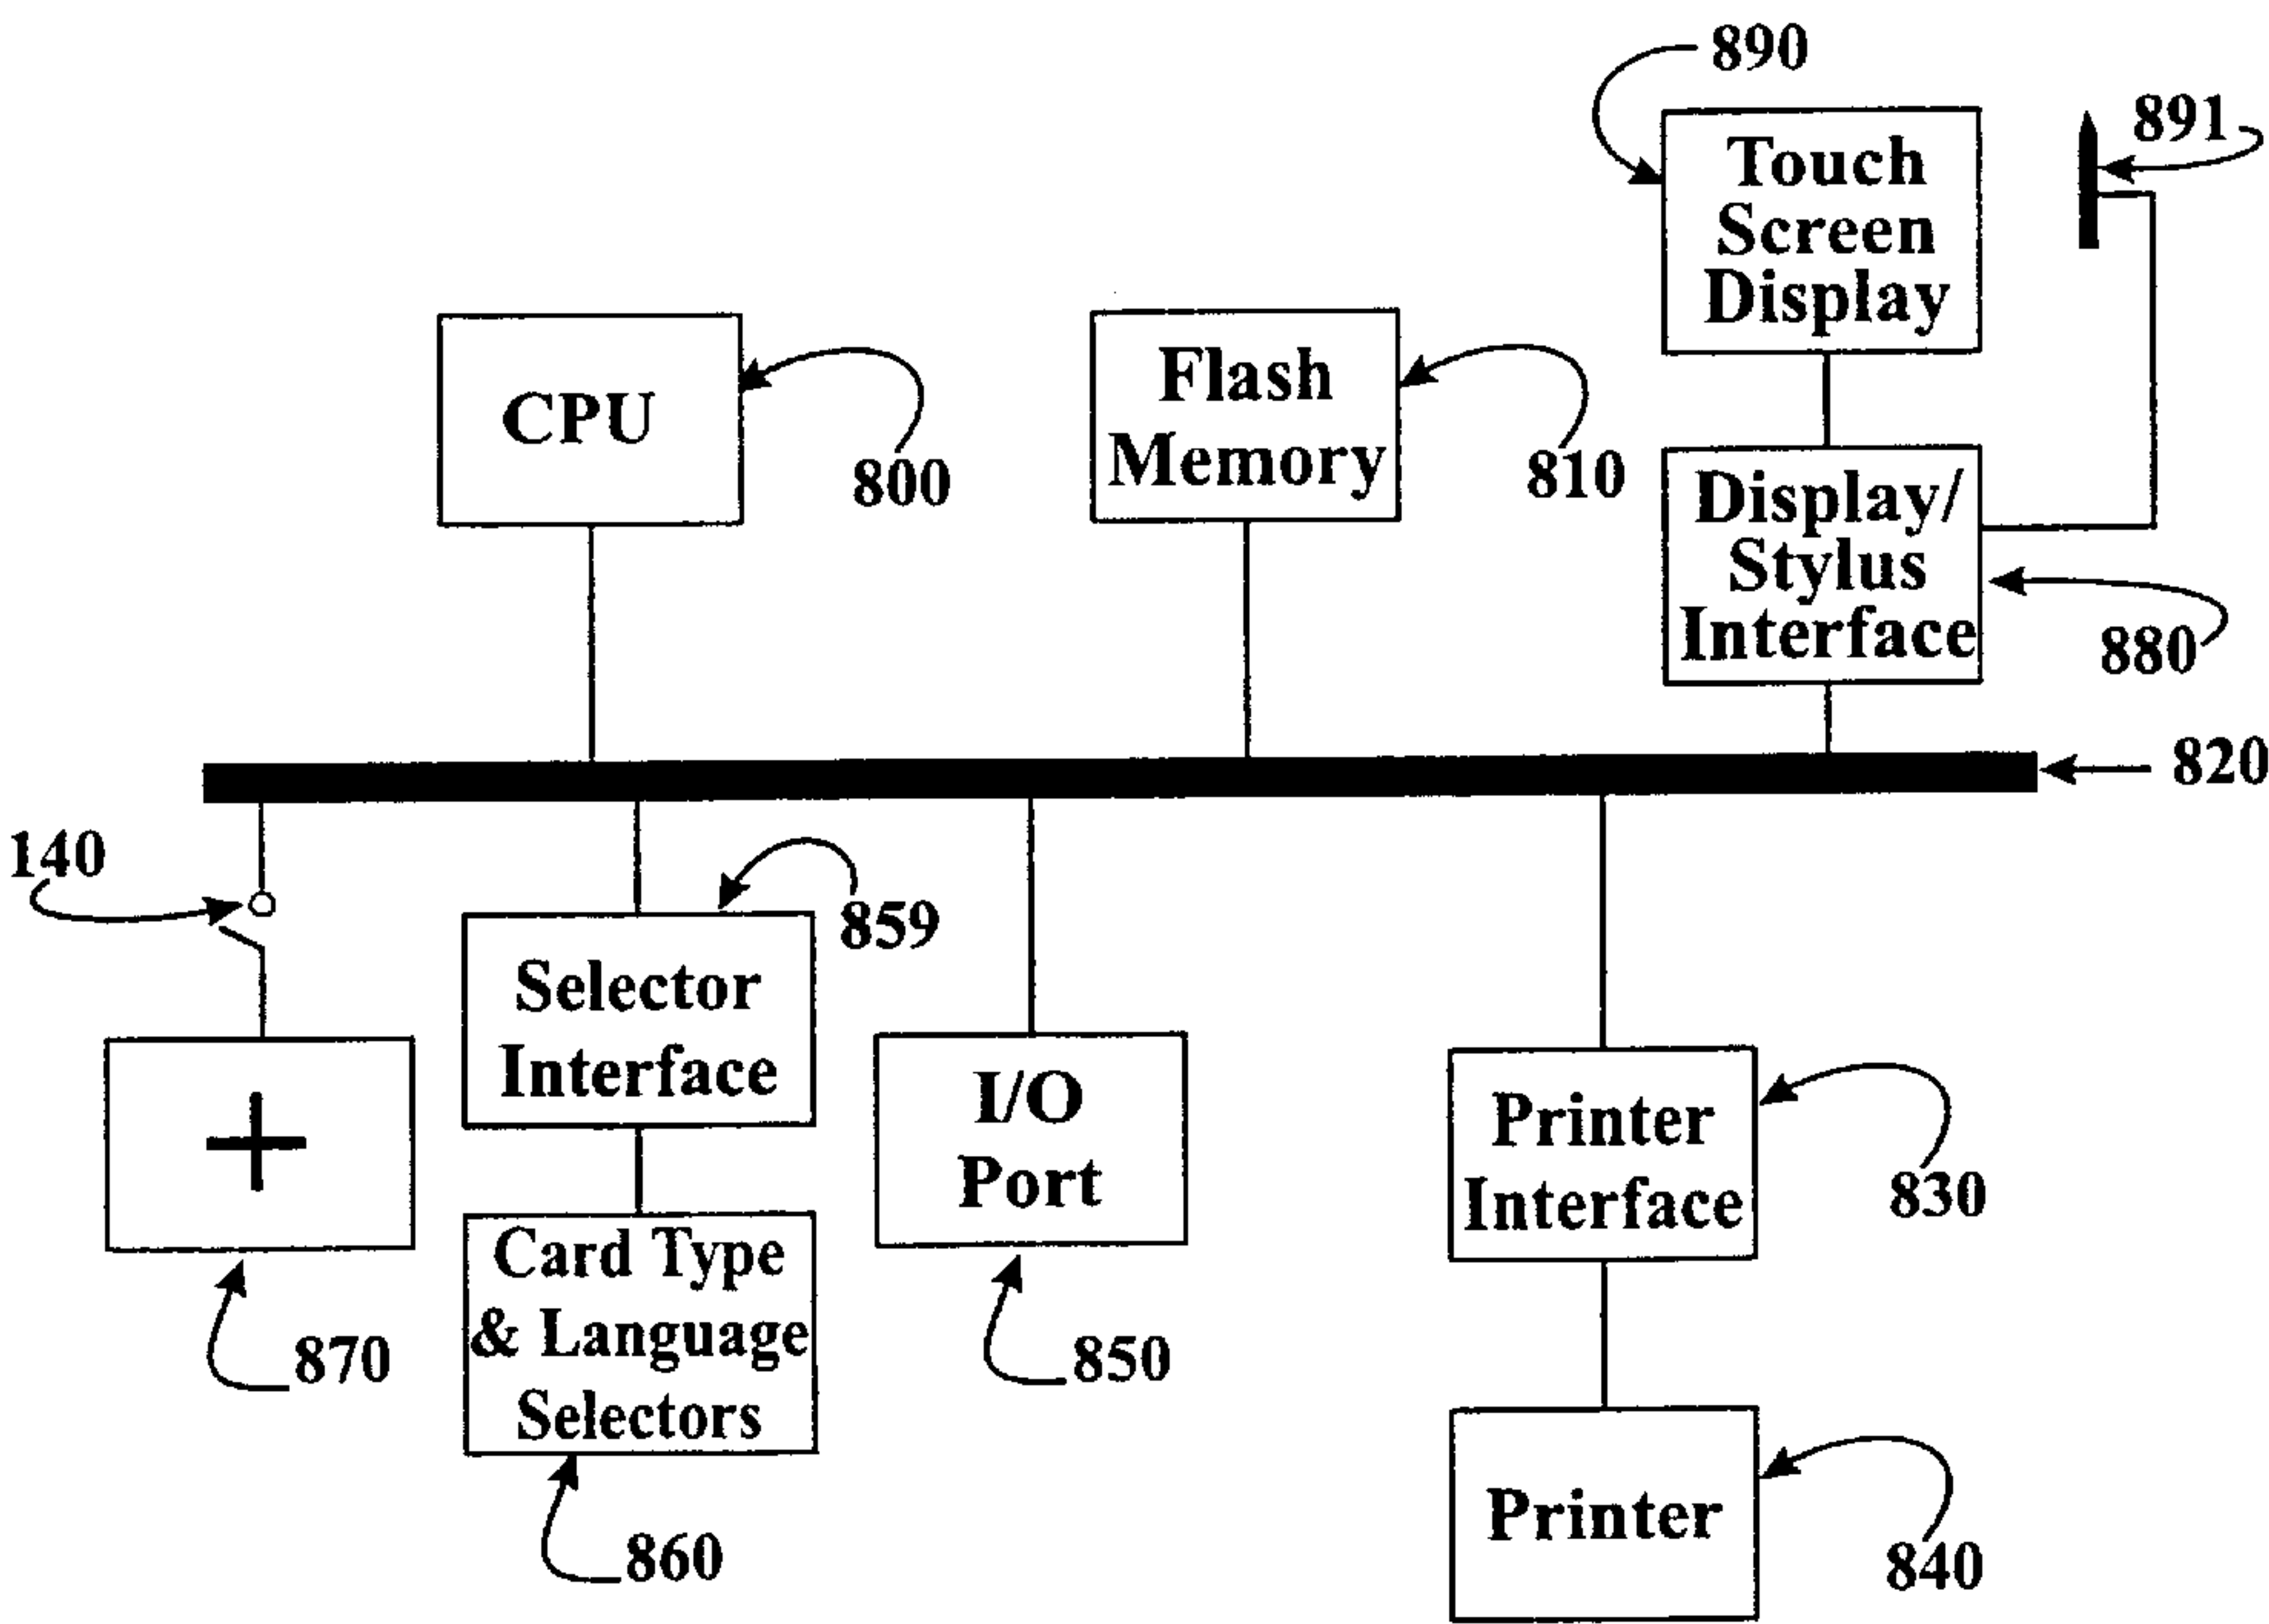 890
891
Touch
Screen
Display
CPU
800
Flash
Memory
810
Display/
Stylus
Interface
880
820
140
859
Selector
Interface
I/O
Port
Printer
Interface
830
Card Type
& Language
Selectors
870
850
860
Printer
840